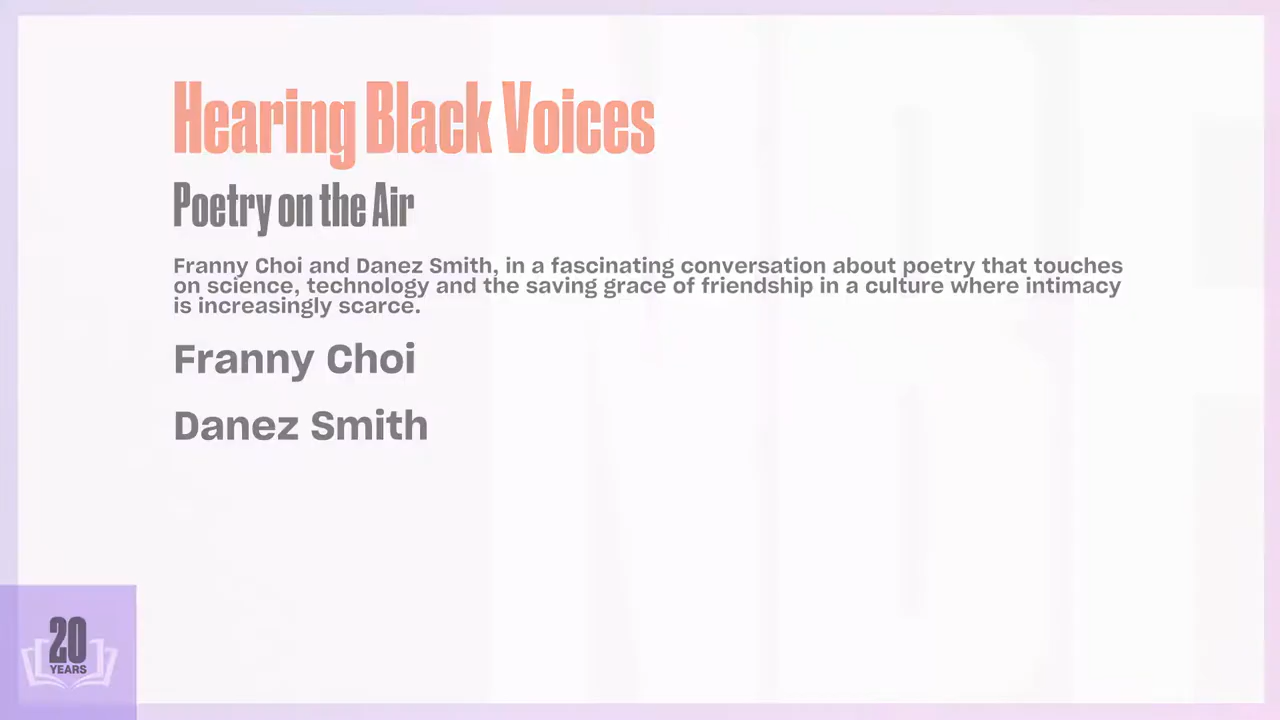 Hearing Black Voices
Poetry on the Air
Franny Choi and Danez Smith, in a fascinating conversation about poetry that touches
on science, technology and the saving grace of friendship in a culture where intimacy
is increasingly scarce.
Franny Choi
Danez Smith
20
YEARS